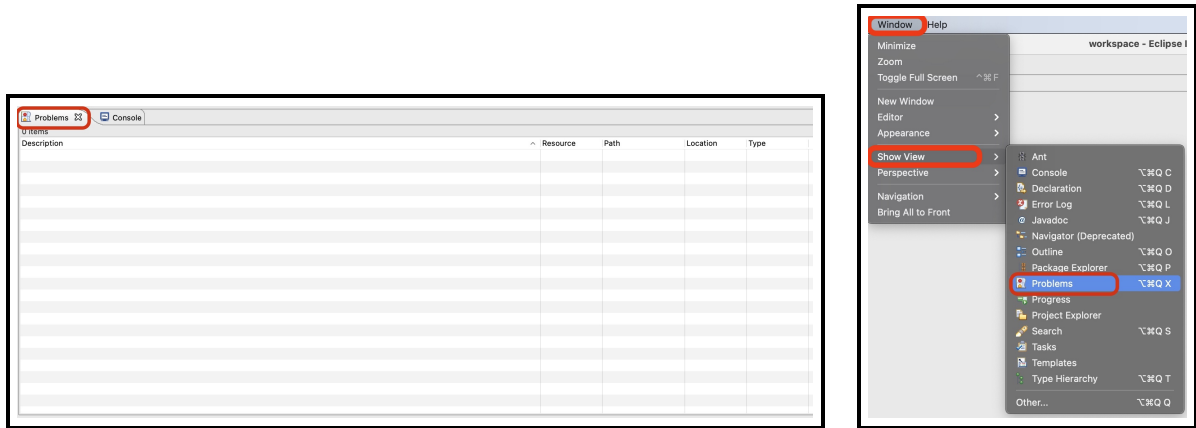 Problems Console
0 items
Description Resource Path Location Type
Window Help
workspace - Eclipse I
Minimize
Zoom
Toggle Full Screen ^⌘F
New Window
Editor
Appearance
Show View
Perspective
Navigation
Bring All to Front
Ant
Console ⌥⌘Q C
Declaration ⌥⌘Q D
Error Log ⌥⌘Q L
Javadoc ⌥⌘Q J
Navigator (Deprecated)
Outline ⌥⌘Q O
Package Explorer ⌥⌘Q P
Problems ⌥⌘Q X
Progress
Project Explorer
Search ⌥⌘Q S
Tasks
Templates
Type Hierarchy ⌥⌘Q T
Other... ⌥⌘Q Q